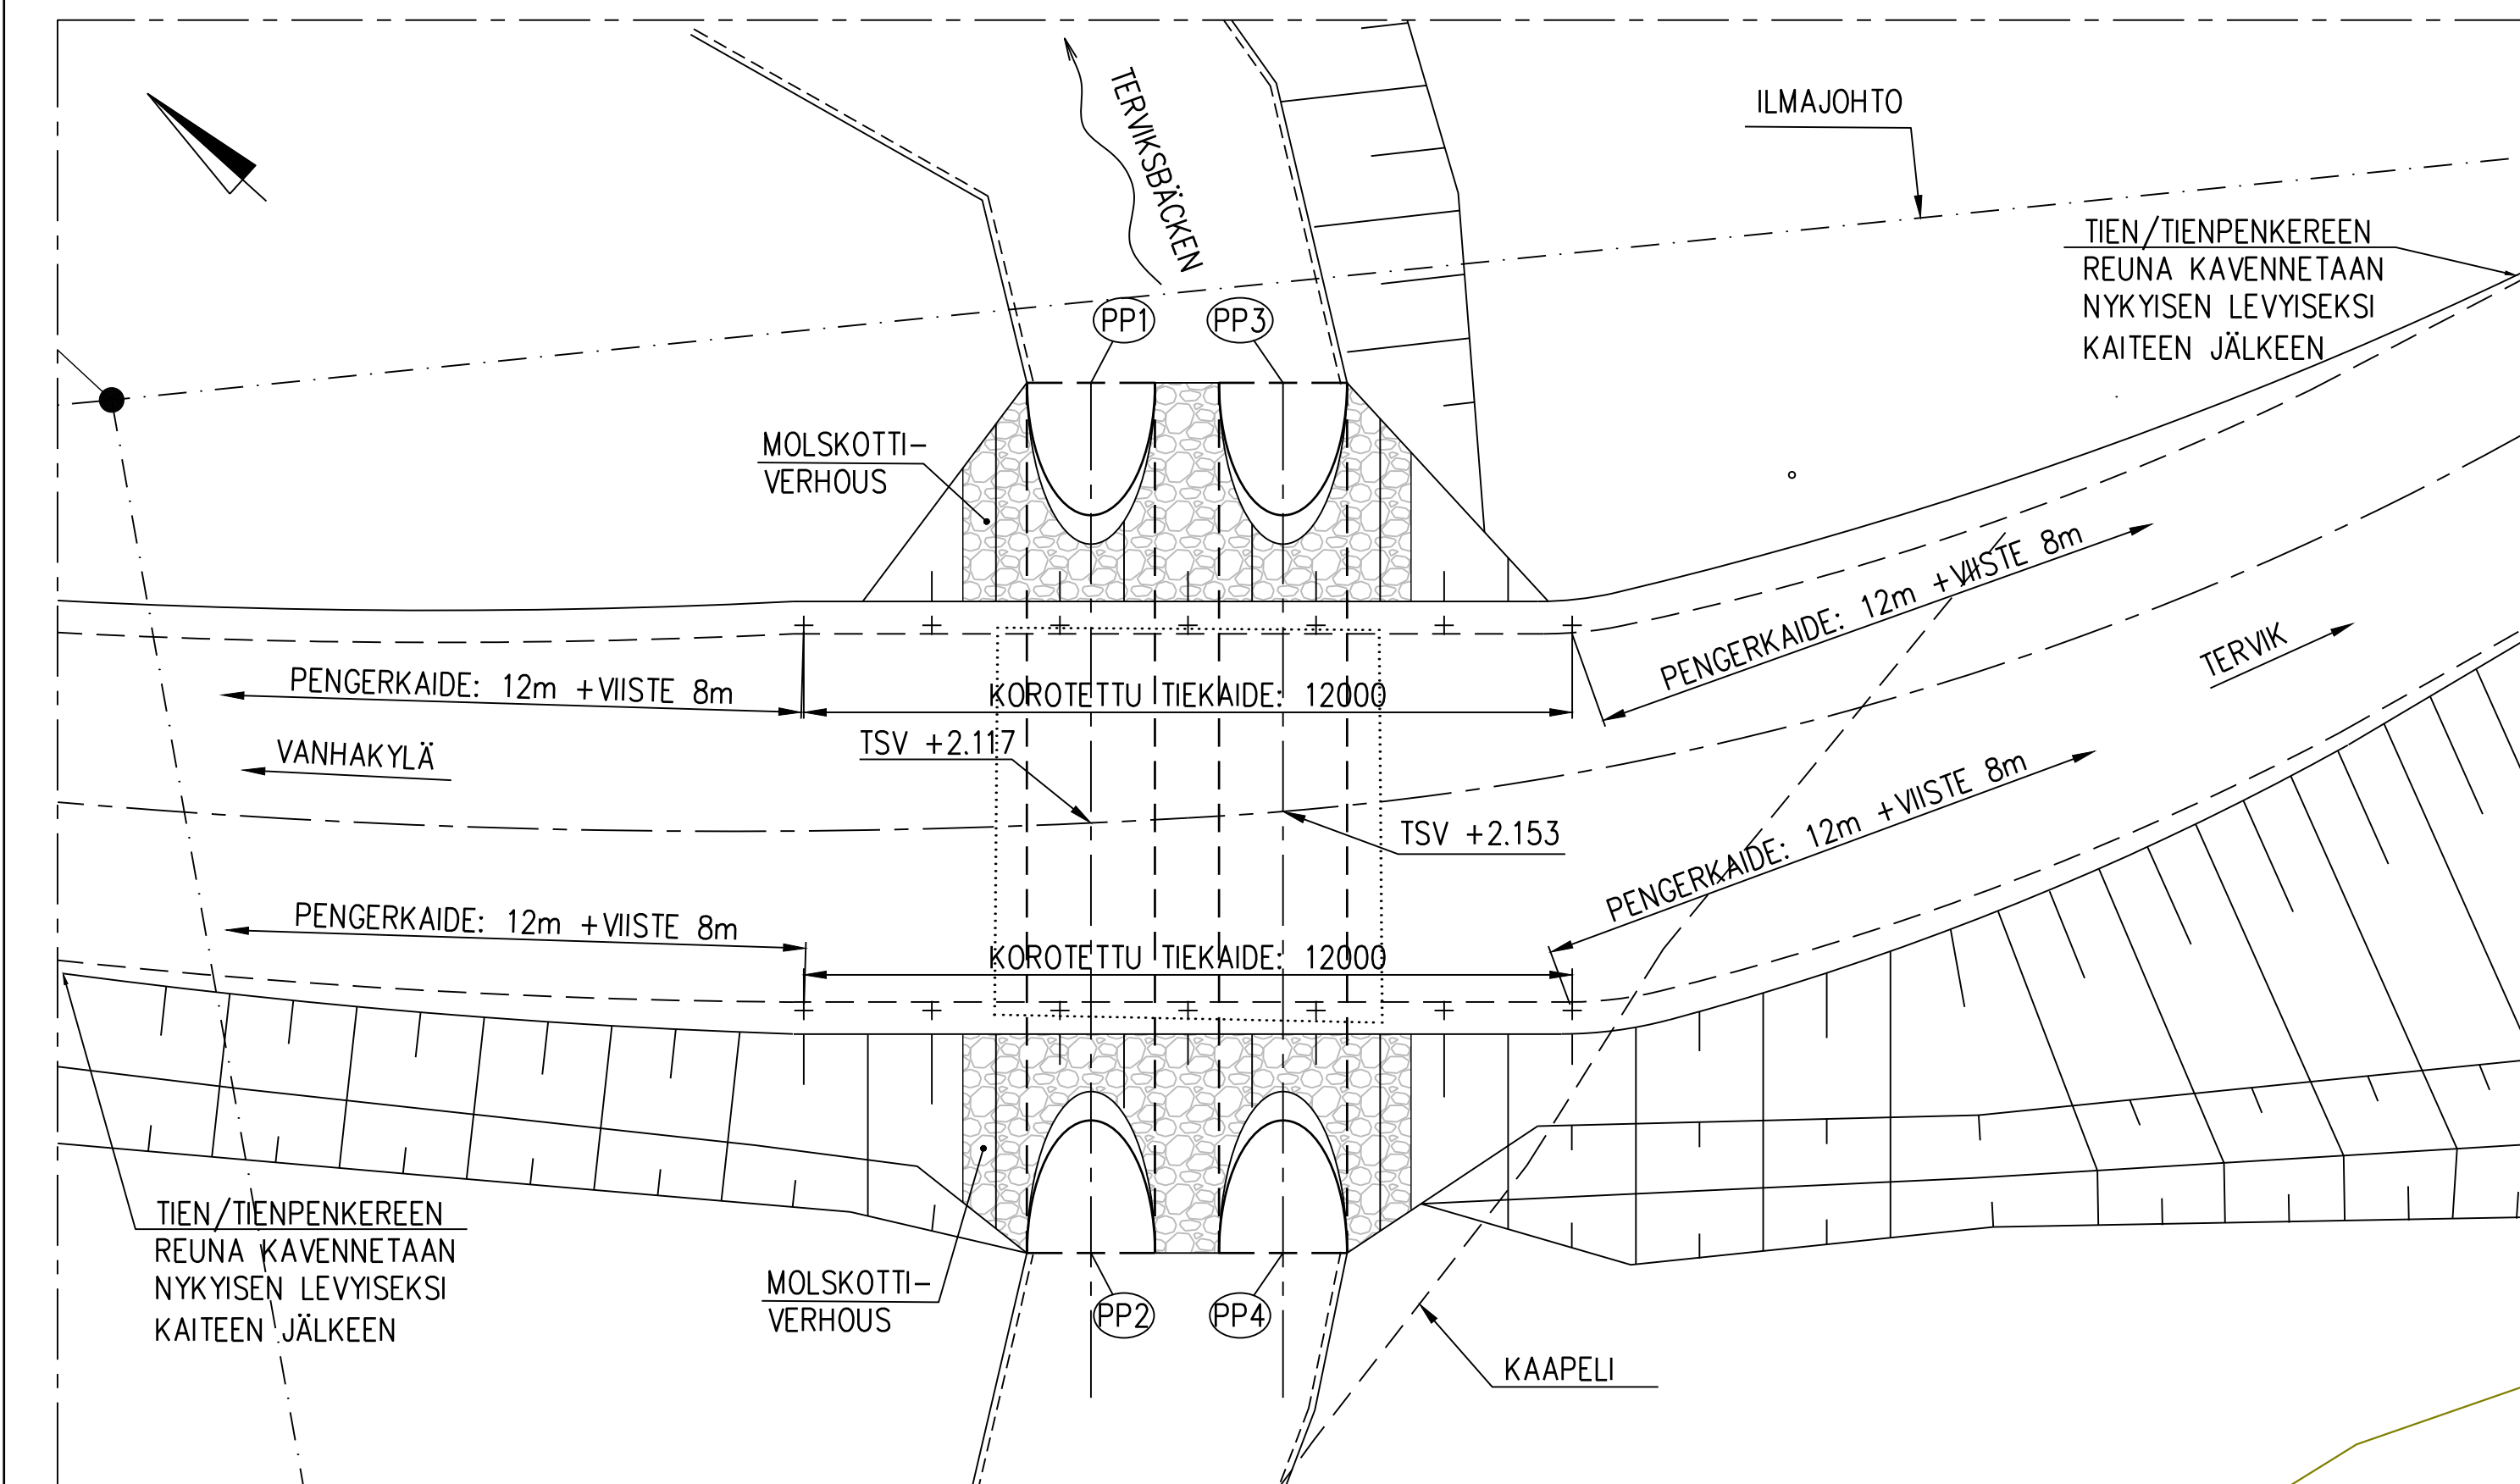 TERVIKSBÄCKEN
ILMAJOHTO
TIEN/TIENPENKEREEN
REUNA KAVENNETAAN
NYKYISEN LEVYISEKSI
KAITEEN JÄLKEEN
PP1
PP3
MOLSKOTTI-
VERHOUS
PENGERKAIDE: 12m +VIISTE 8m
TERVIK
PENGERKAIDE: 12m +VIISTE 8m
KOROTETTU TIEKAIDE: 12000
VANHAKYLÄ
TSV +2.117
TSV +2.153
PENGERKAIDE: 12m +VIISTE 8m
PENGERKAIDE: 12m +VIISTE 8m
KOROTETTU TIEKAIDE: 12000
TIEN/TIENPENKEREEN
REUNA KAVENNETAAN
NYKYISEN LEVYISEKSI
KAITEEN JÄLKEEN
MOLSKOTTI-
VERHOUS
PP2
PP4
KAAPELI